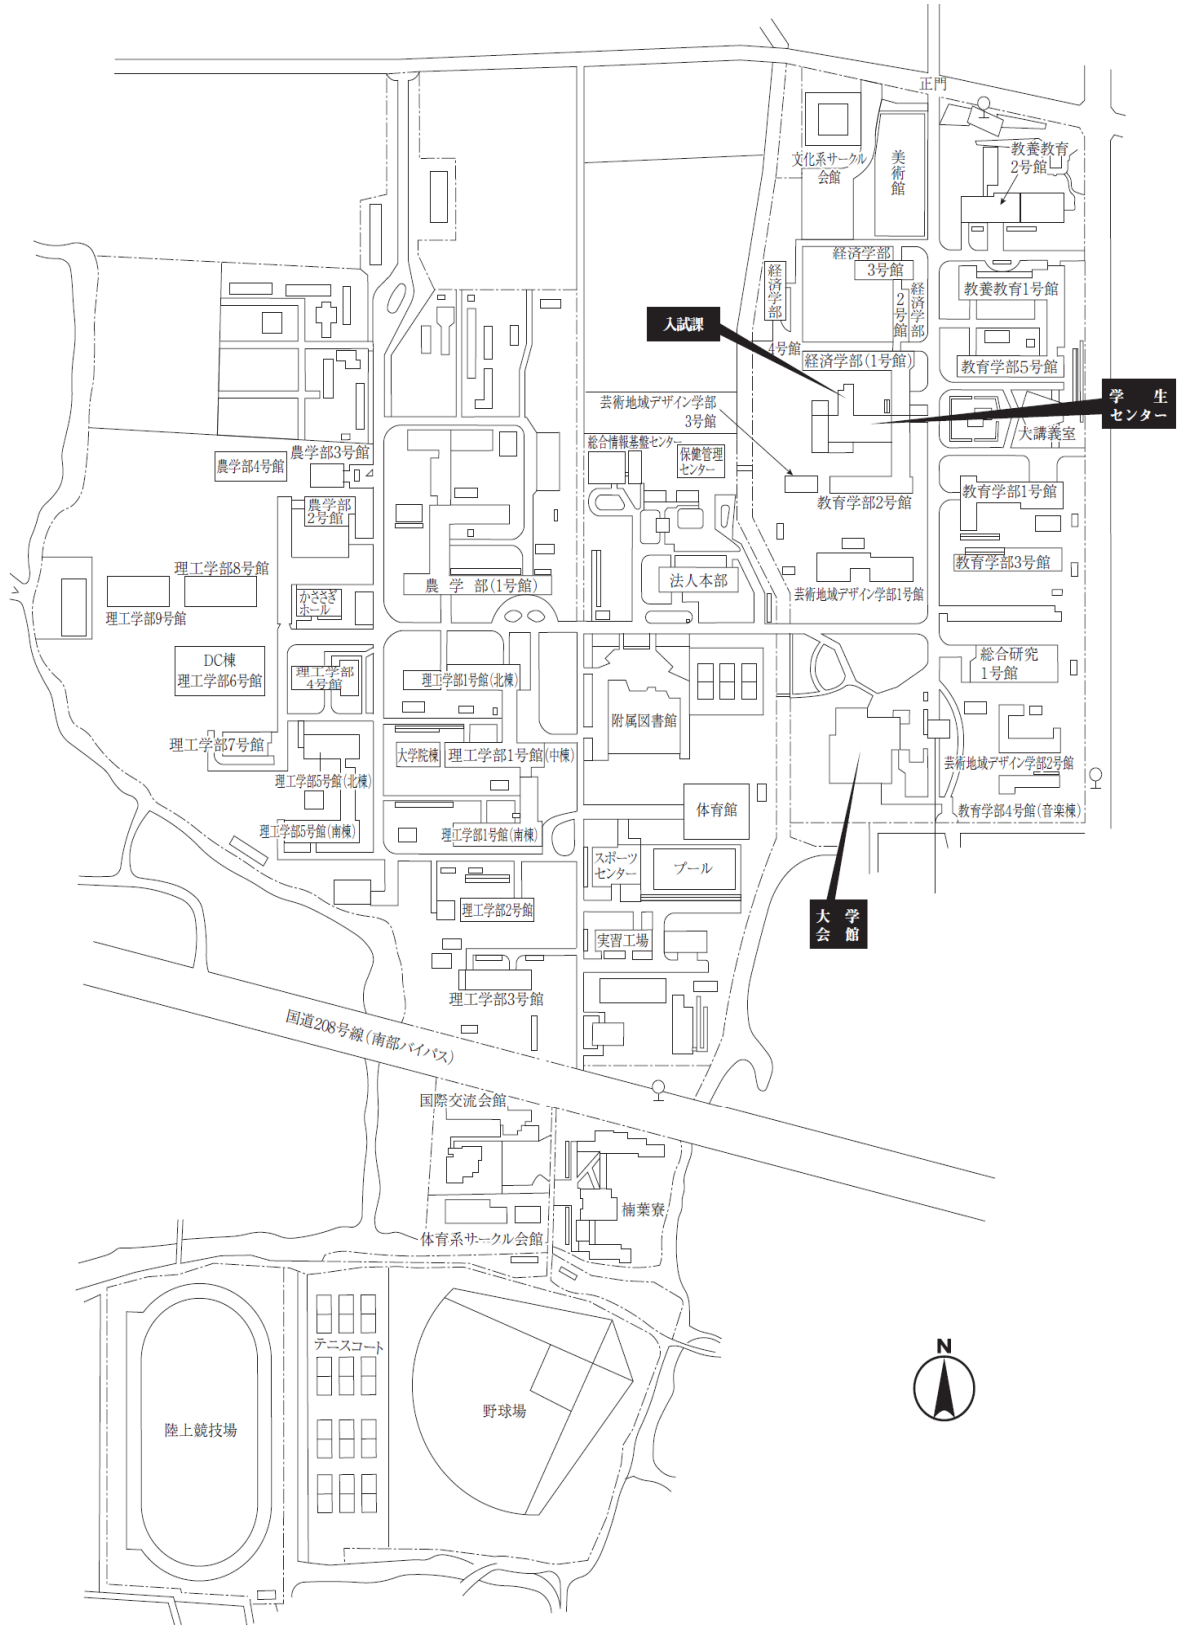 正門
教養教育
2号館
文化系サークル
会館
美術館
経済学部
3号館
経済学部
4号館
経済学部
2号館
教養教育1号館
入試課
経済学部(1号館)
教育学部5号館
学生
センター
芸術地域デザイン学部
3号館
大講義室
総合情報基盤センター
保健管理
センター
農学部3号館
農学部4号館
教育学部1号館
教育学部2号館
農学部
2号館
教育学部3号館
理工学部8号館
農学部(1号館)
法人本部
芸術地域デザイン学部1号館
かささぎ
ホール
理工学部9号館
DC棟
理工学部6号館
理工学部
4号館
理工学部1号館(北棟)
総合研究
1号館
附属図書館
理工学部7号館
大学院棟
理工学部1号館(中棟)
芸術地域デザイン学部2号館
理工学部5号館(北棟)
体育館
教育学部4号館(音楽棟)
理工学部5号館(南棟)
理工学部1号館(南棟)
スポーツ
センター
プール
理工学部2号館
大学
会館
実習工場
理工学部3号館
国道208号線(南部バイパス)
国際交流会館
楠葉寮
体育系サークル会館
テニスコート
N
野球場
陸上競技場